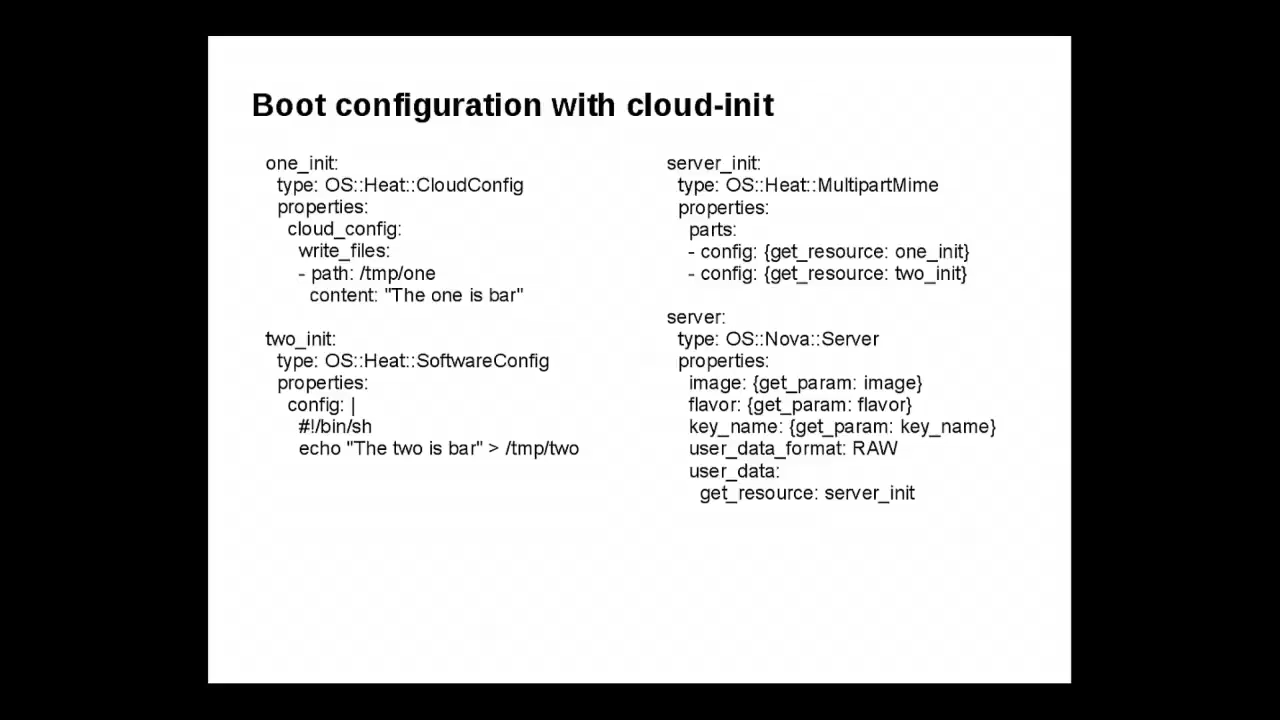 Boot configuration with cloud-init
one_init:
type: OS::Heat::CloudConfig
properties:
cloud_config:
write_files:
- path: /tmp/one
content: "The one is bar"
two_init:
type: OS::Heat::SoftwareConfig
properties:
config: |
#!/bin/sh
echo "The two is bar" > /tmp/two
server_init:
type: OS::Heat::MultipartMime
properties:
parts:
- config: {get_resource: one_init}
- config: {get_resource: two_init}
server:
type: OS::Nova::Server
properties:
image: {get_param: image}
flavor: {get_param: flavor}
key_name: {get_param: key_name}
user_data_format: RAW
user_data:
get_resource: server_init